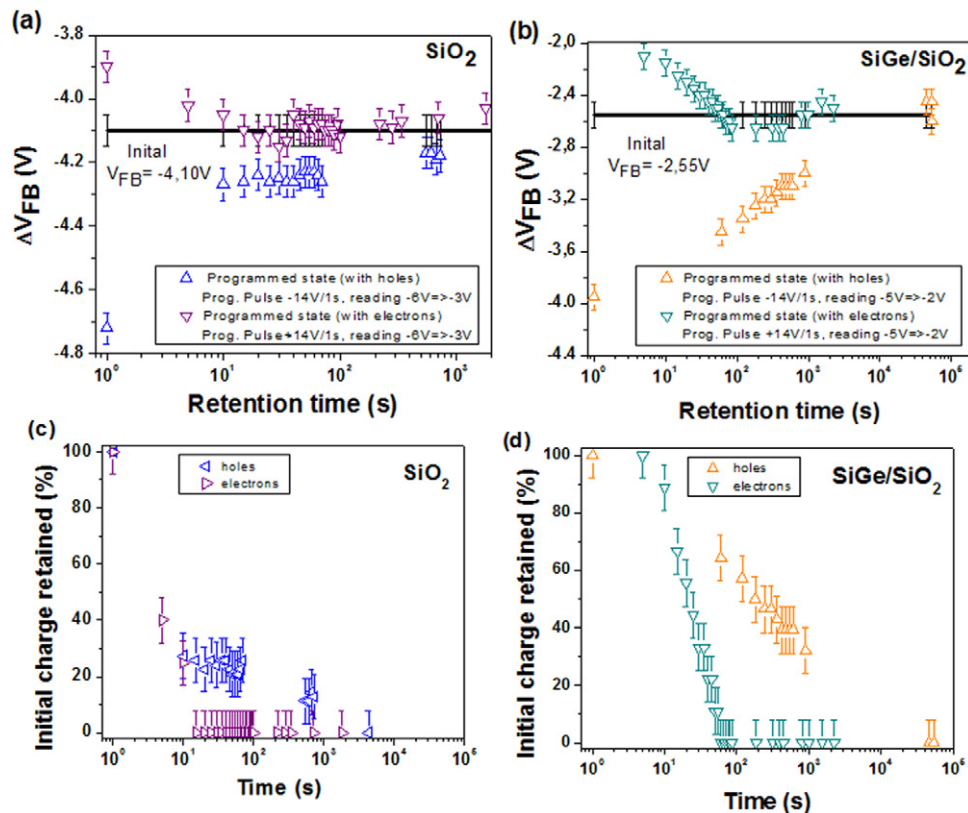 (a)
SiO2
-3.8
-4.0
-4.2
-4.4
-4.6
-4.8
ΔVFB (V)
Inital
VFB= -4,10V
Programmed state (with holes)
Prog. Pulse -14V/1s, reading -6V=>-3V
Programmed state (with electrons)
Prog. Pulse +14V/1s, reading -6V=>-3V
10^0 10^1 10^2 10^3
Retention time (s)
(b)
SiGe/SiO2
-2,0
-2.4
-2.8
-3.2
-3.6
-4.0
-4.4
ΔVFB (V)
Initial
VFB= -2,55V
Programmed state (with holes)
Prog. Pulse -14V/1s, reading -5V=>-2V
Programmed state (with electrons)
Prog. Pulse +14V/1s, reading -5V=>-2V
10^0 10^1 10^2 10^3 10^4 10^5
Retention time (s)
(c)
SiO2
100
80
60
40
20
0
Initial charge retained (%)
holes
electrons
10^0 10^1 10^2 10^3 10^4 10^5
Time (s)
(d)
SiGe/SiO2
100
80
60
40
20
0
Initial charge retained (%)
holes
electrons
10^0 10^1 10^2 10^3 10^4 10^5
Time (s)